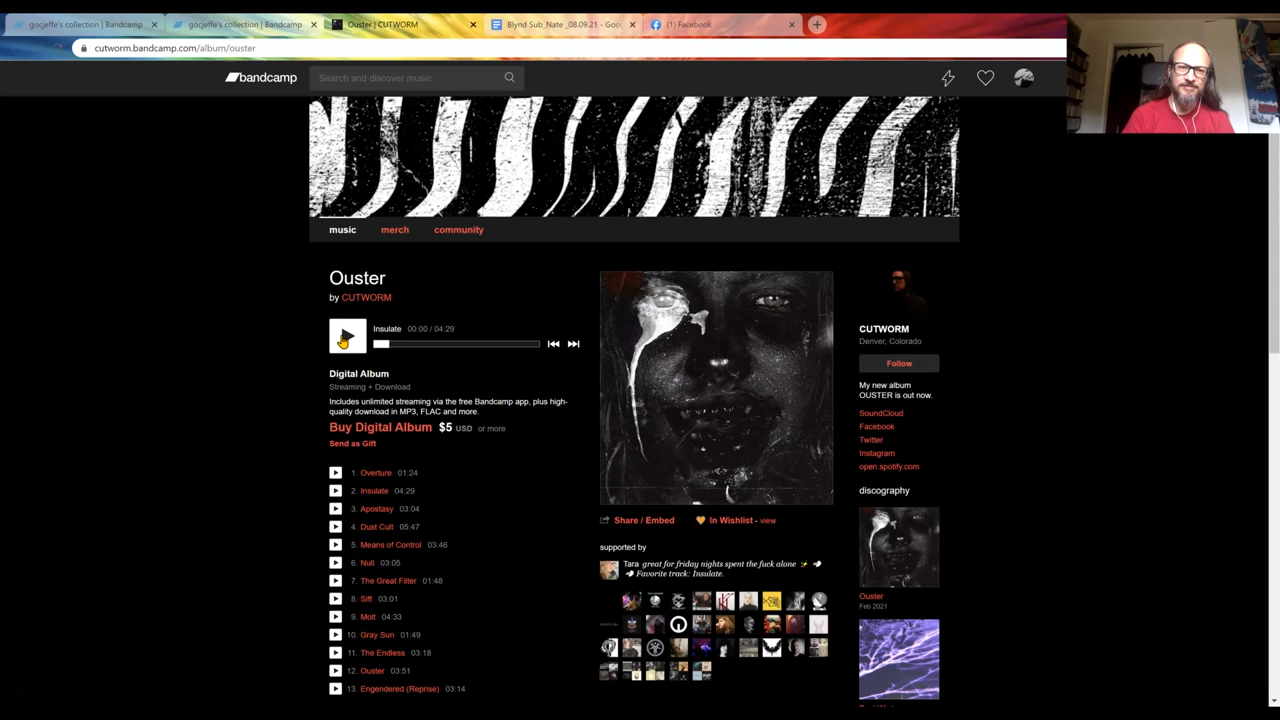 gocjeffe's collection | Bandcamp
gocjeffe's collection | Bandcamp
Ouster | CUTWORM
Blynd Sub_Nate _08.09.21 - Goo
(1) Facebook
cutworm.bandcamp.com/album/ouster
bandcamp
Search and discover music
music
merch
community
Ouster
by CUTWORM
Insulate 00:00 / 04:29
Digital Album
Streaming + Download
Includes unlimited streaming via the free Bandcamp app, plus high-
quality download in MP3, FLAC and more.
Buy Digital Album $5 USD or more
Send as Gift
1. Overture 01:24
2. Insulate 04:29
3. Apostasy 03:04
4. Dust Cult 05:47
5. Means of Control 03:46
6. Null 03:05
7. The Great Filter 01:48
8. Sift 03:01
9. Molt 04:33
10. Gray Sun 01:49
11. The Endless 03:18
12. Ouster 03:51
13. Engendered (Reprise) 03:14
Share / Embed
In Wishlist - view
supported by
Tara great for friday nights spent the fuck alone
Favorite track: Insulate.
CUTWORM
Denver, Colorado
Follow
My new album
OUSTER is out now.
SoundCloud
Facebook
Twitter
Instagram
open.spotify.com
discography
Ouster
Feb 2021